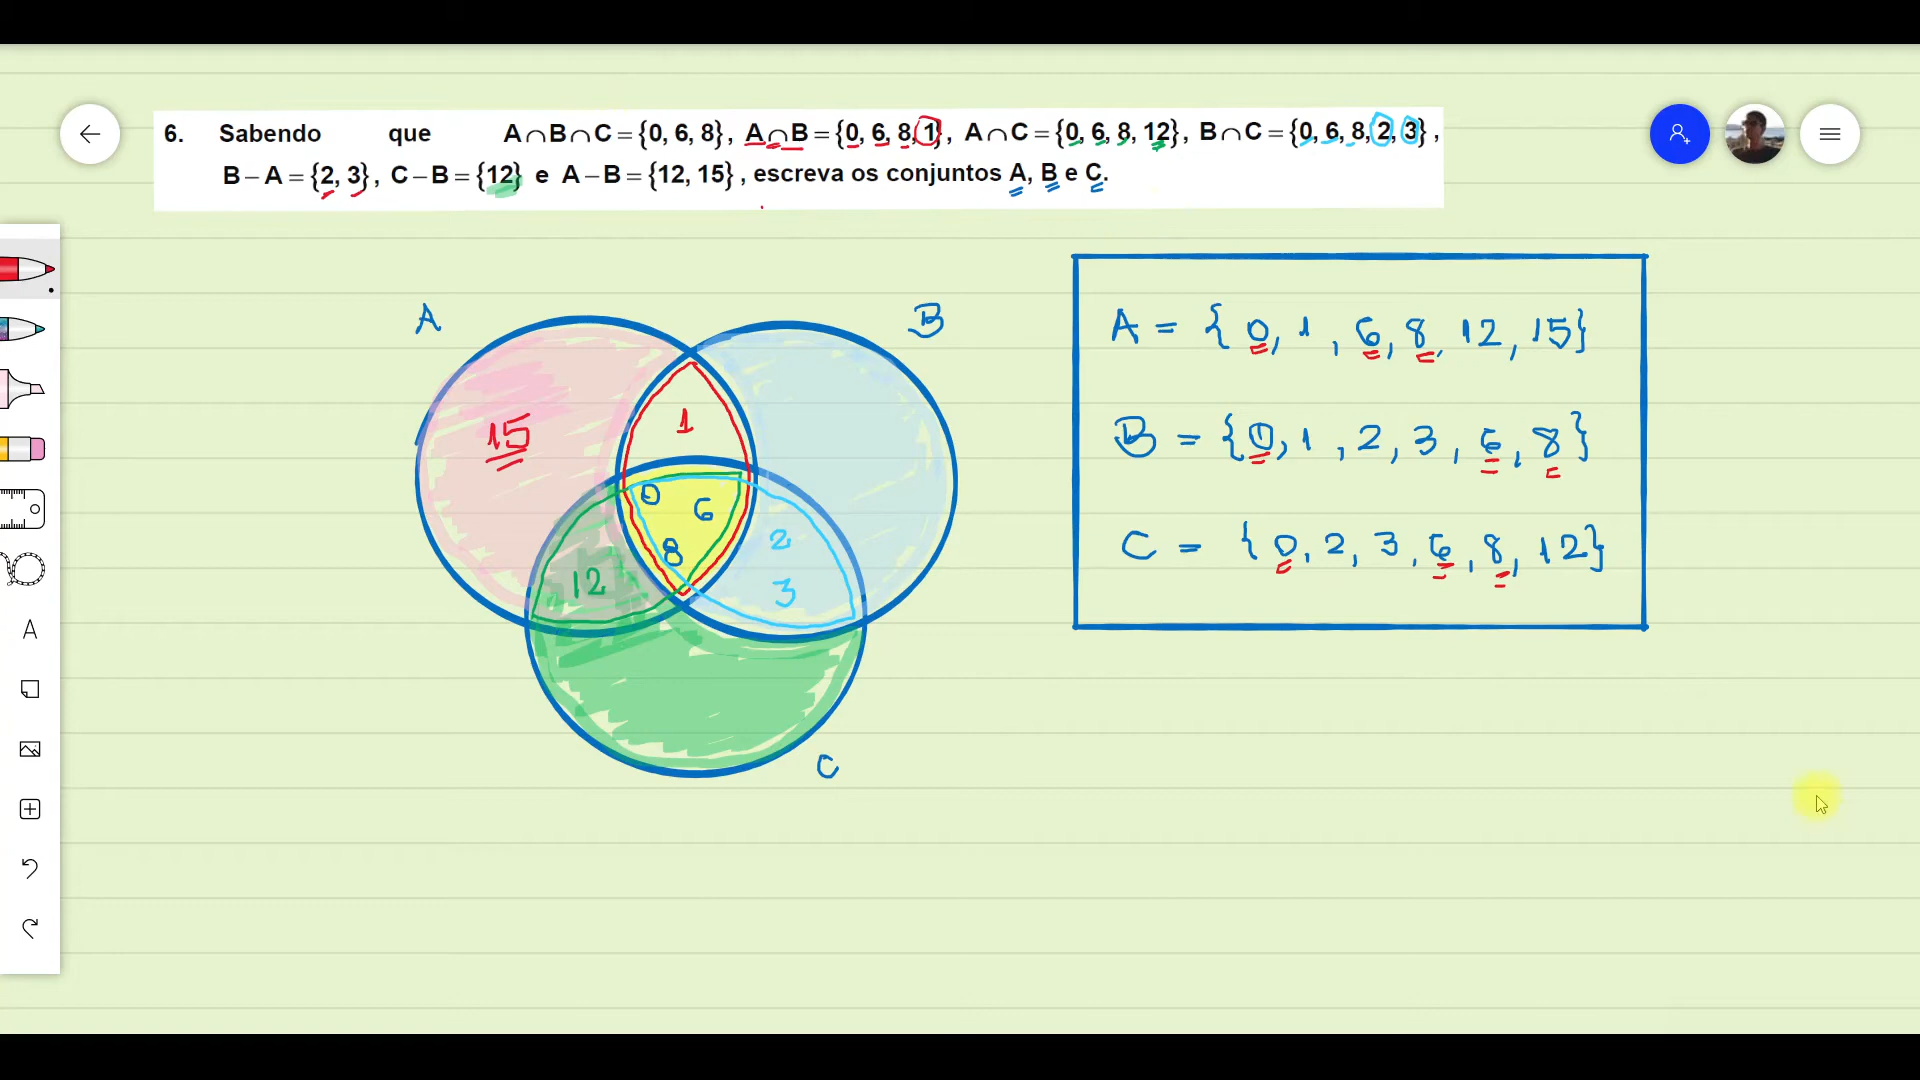 6. Sabendo que A∩B∩C={0, 6, 8}, A∩B={0, 6, 8, 1}, A∩C={0, 6, 8, 12}, B∩C={0, 6, 8, 2, 3},
B−A={2, 3}, C−B={12} e A−B={12, 15}, escreva os conjuntos A, B e C.
A B
A = {0, 1, 6, 8, 12, 15}
15 1
B = {0, 1, 2, 3, 6, 8}
0 6
8 2
12 3
C = {0, 2, 3, 6, 8, 12}
C
A